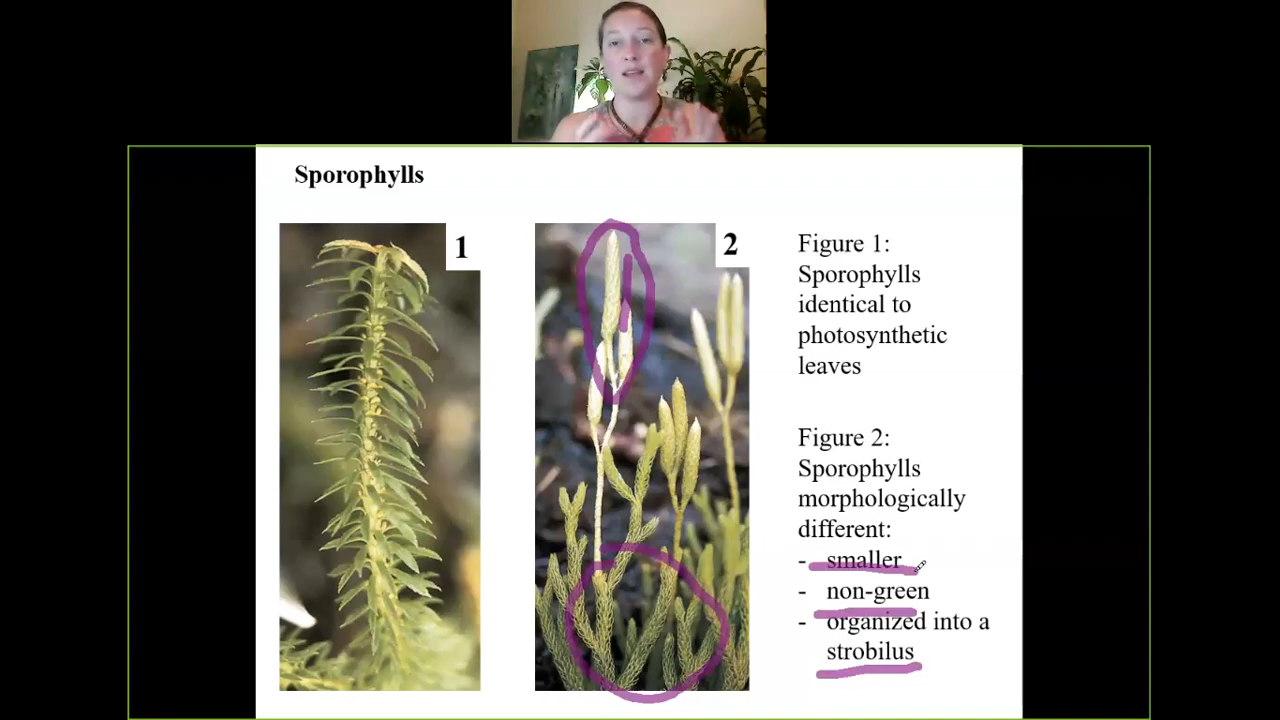 Sporophylls
1
2
Figure 1:
Sporophylls
identical to
photosynthetic
leaves
Figure 2:
Sporophylls
morphologically
different:
- smaller
- non-green
- organized into a
strobilus